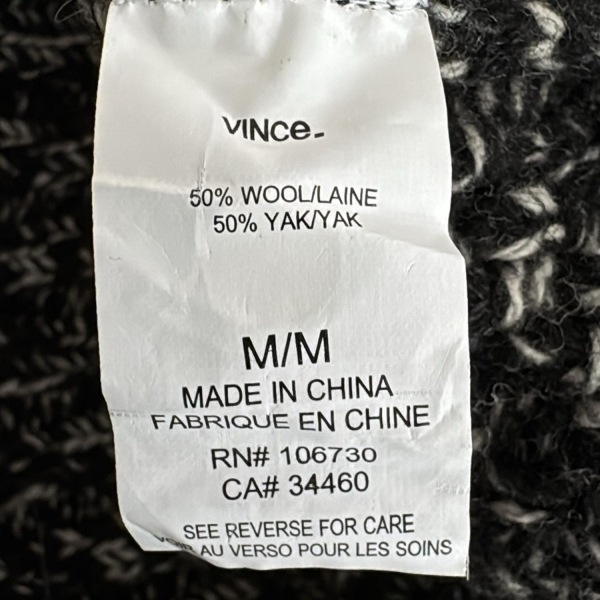 VINCe.
50% WOOL/LAINE
50% YAK/YAK
M/M
MADE IN CHINA
FABRIQUE EN CHINE
RN# 106730
CA# 34460
SEE REVERSE FOR CARE
VOIR AU VERSO POUR LES SOINS